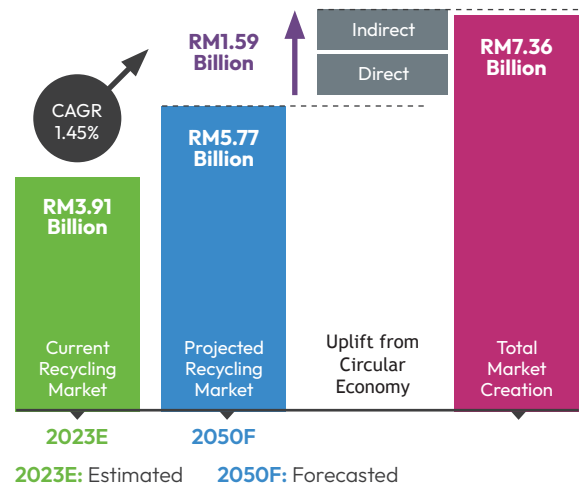 RM1.59
Billion
Indirect
Direct
RM7.36
Billion
CAGR
1.45%
RM5.77
Billion
RM3.91
Billion
Current
Recycling
Market
Projected
Recycling
Market
Uplift from
Circular
Economy
Total
Market
Creation
2023E
2050F
2023E: Estimated
2050F: Forecasted